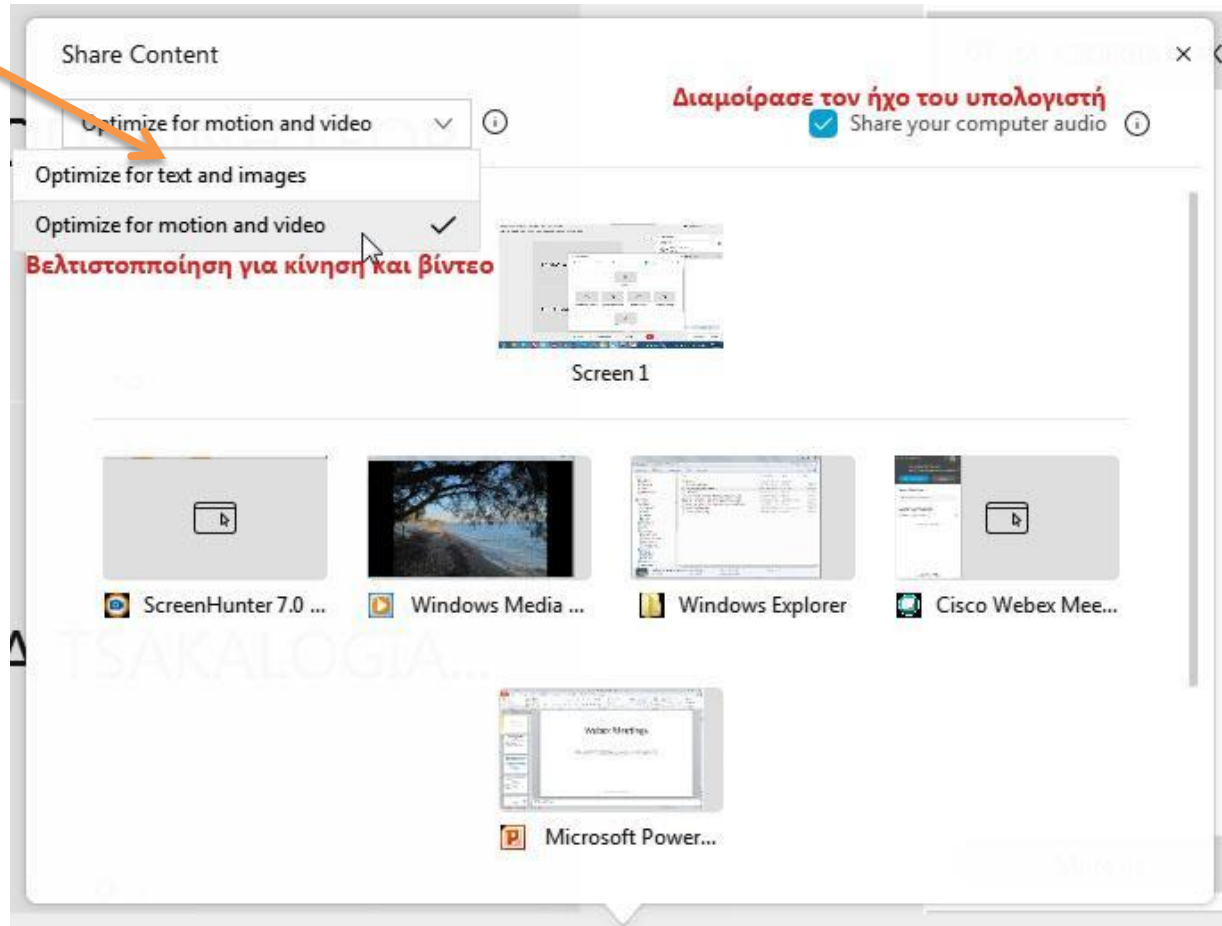 Share Content
Διαμοίρασε τον ήχο του υπολογιστή
Optimize for motion and video
Share your computer audio
Optimize for text and images
Optimize for motion and video
Βελτιστοπποίηση για κίνηση και βίντεο
Screen 1
ScreenHunter 7.0 ...
Windows Media ...
Windows Explorer
Cisco Webex Mee...
TSAKALOGIA...
Webex Meetings
Microsoft Power...